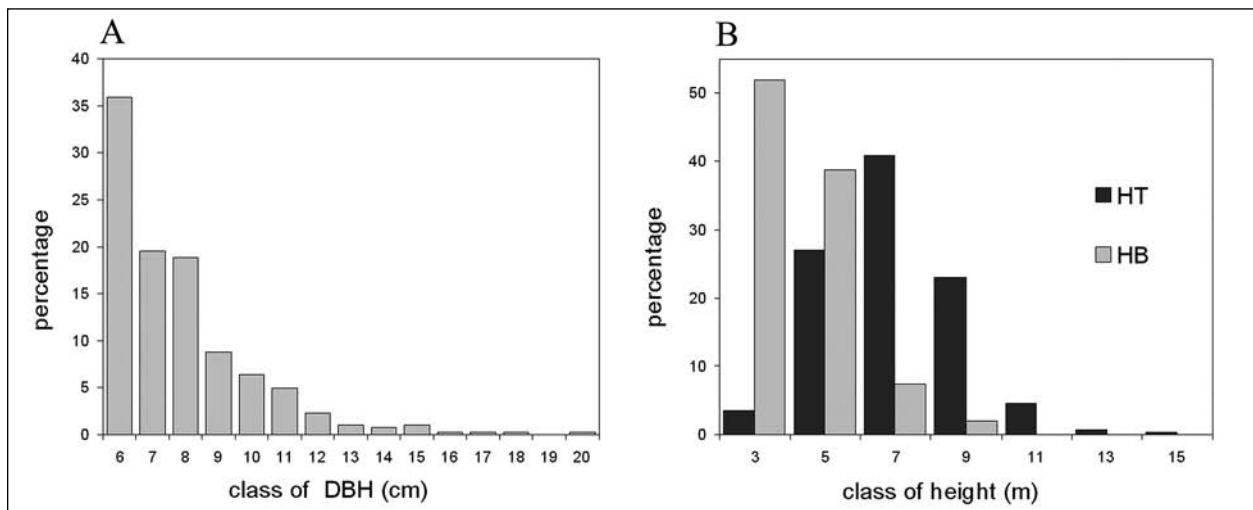 A
40
35
30
25
20
15
10
5
0
percentage
6 7 8 9 10 11 12 13 14 15 16 17 18 19 20
class of DBH (cm)
B
50
40
30
20
10
0
percentage
HT
HB
3 5 7 9 11 13 15
class of height (m)